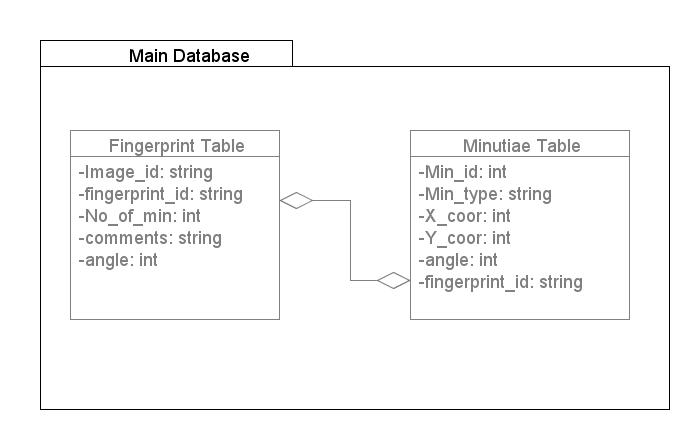 Main Database
Fingerprint Table
-Image_id: string
-fingerprint_id: string
-No_of_min: int
-comments: string
-angle: int
Minutiae Table
-Min_id: int
-Min_type: string
-X_coor: int
-Y_coor: int
-angle: int
-fingerprint_id: string